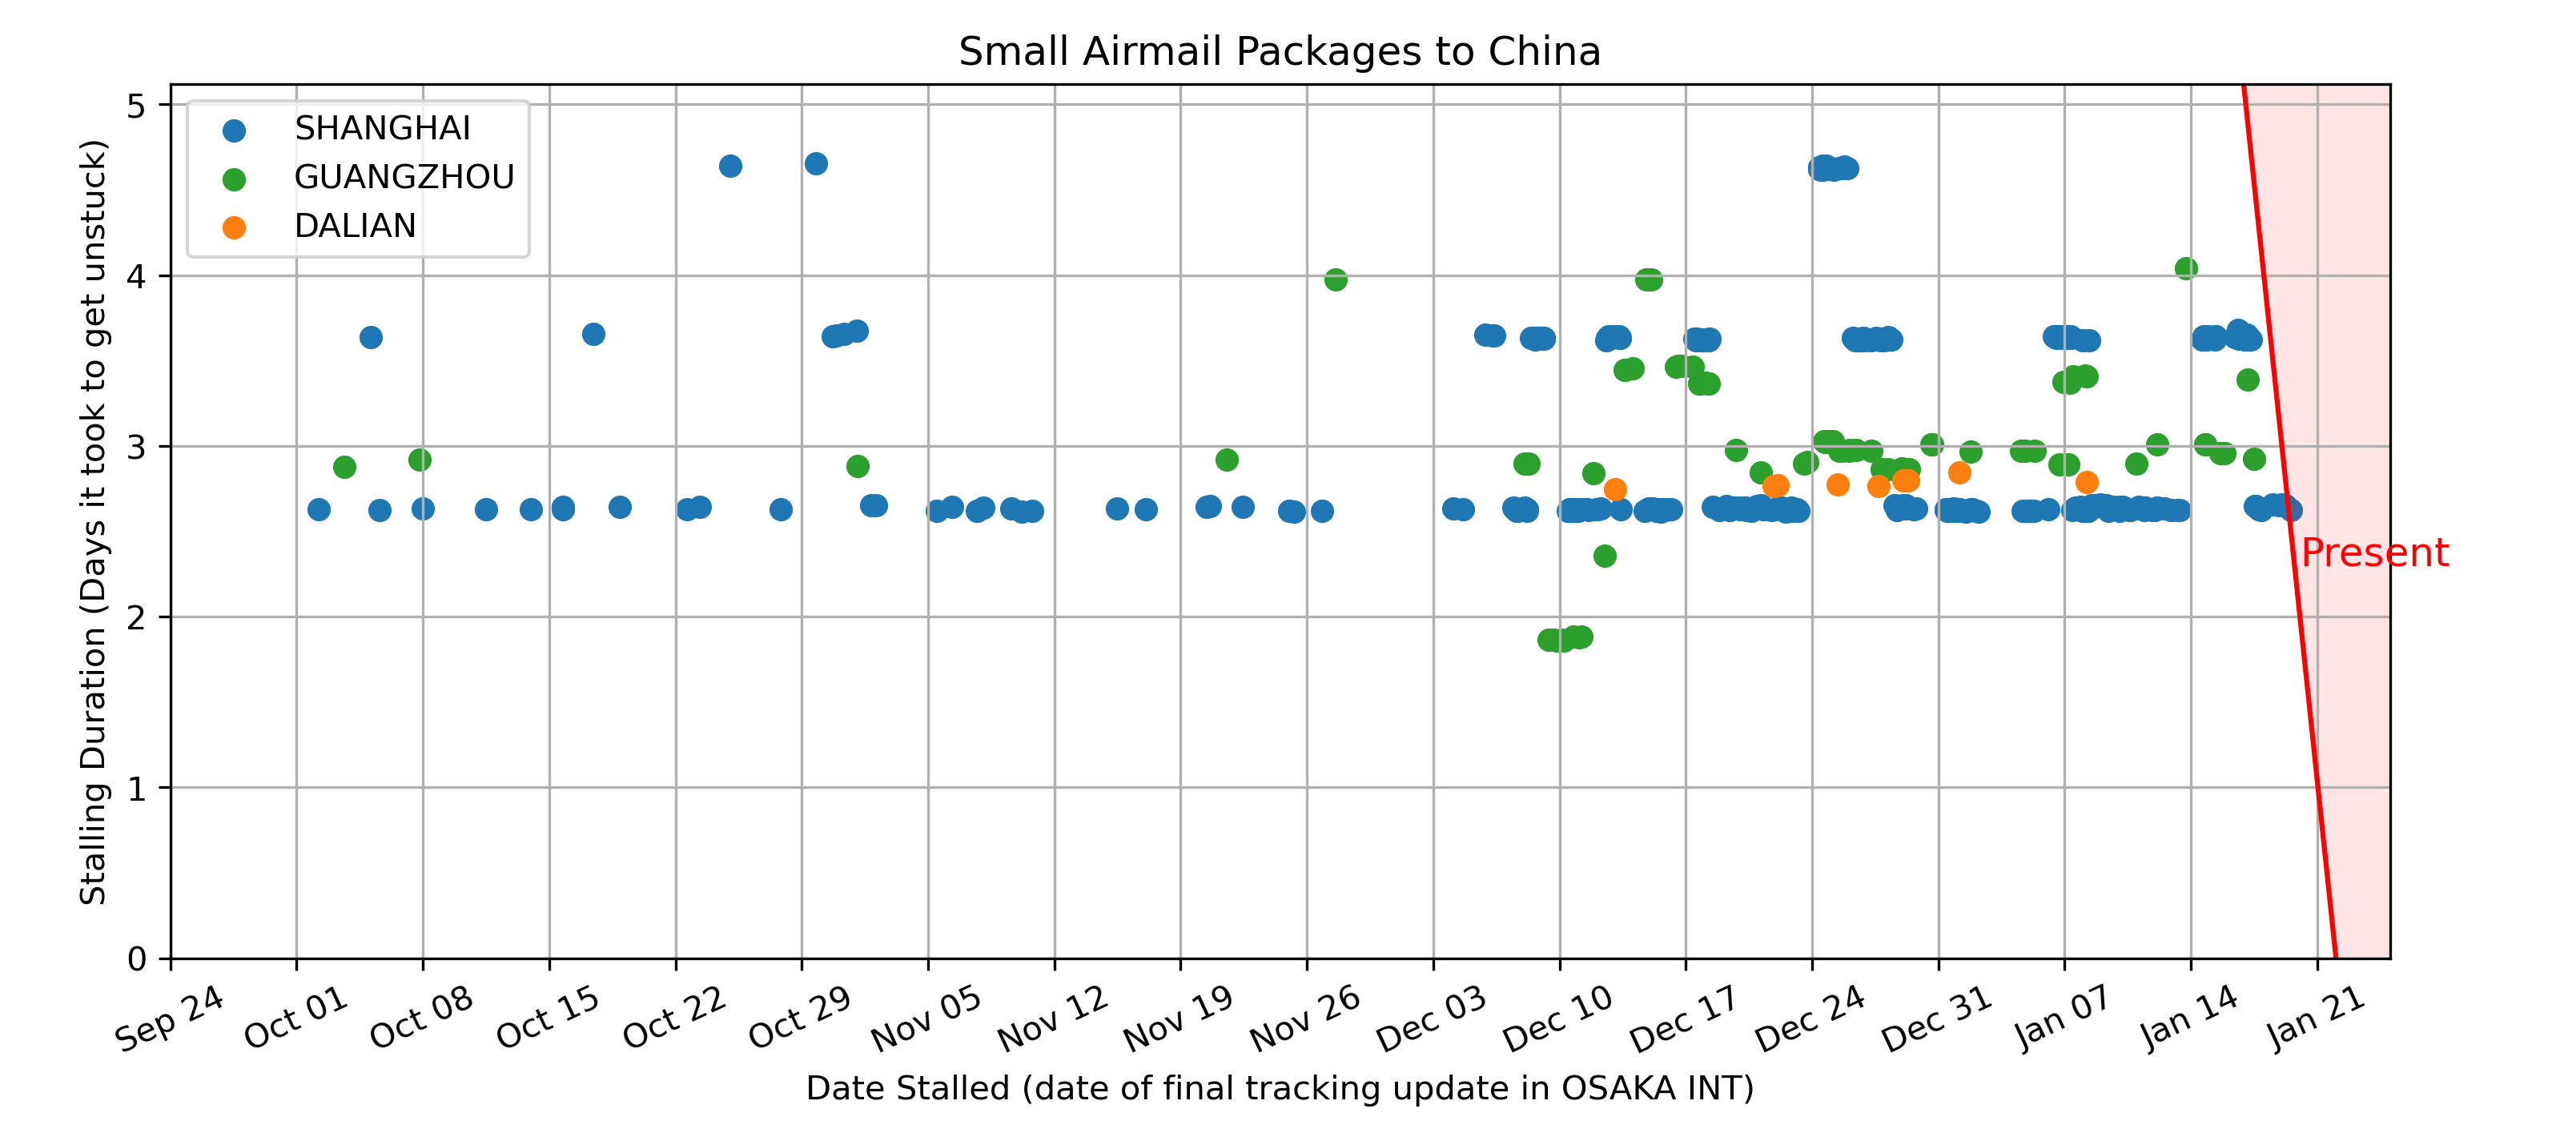 Small Airmail Packages to China
SHANGHAI
GUANGZHOU
DALIAN
Stalling Duration (Days it took to get unstuck)
5
4
3
2
1
0
Present
Sep 24
Oct 01
Oct 08
Oct 15
Oct 22
Oct 29
Nov 05
Nov 12
Nov 19
Nov 26
Dec 03
Dec 10
Dec 17
Dec 24
Dec 31
Jan 07
Jan 14
Jan 21
Date Stalled (date of final tracking update in OSAKA INT)